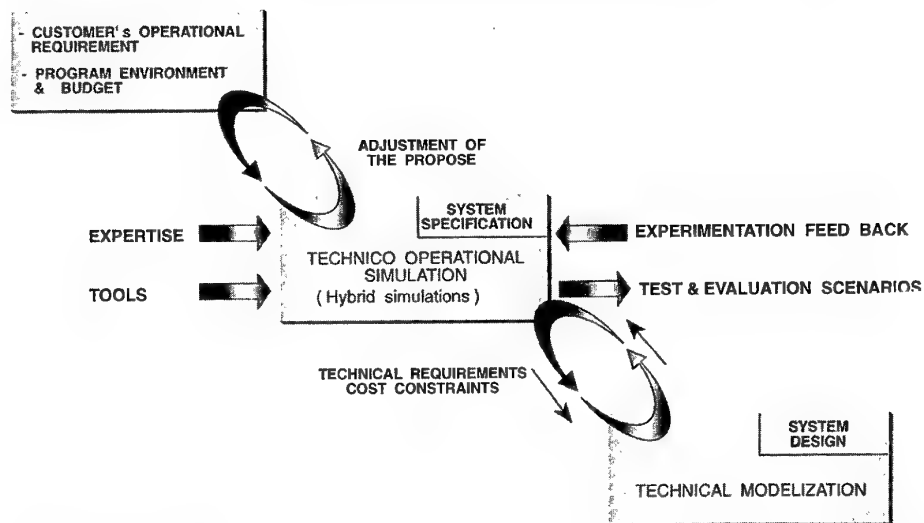 - CUSTOMER's OPERATIONAL
REQUIREMENT
- PROGRAM ENVIRONMENT
& BUDGET
ADJUSTMENT OF
THE PROPOSE
SYSTEM
SPECIFICATION
EXPERTISE
EXPERIMENTATION FEED BACK
TECHNICO OPERATIONAL
SIMULATION
( Hybrid simulations )
TOOLS
TEST & EVALUATION SCENARIOS
TECHNICAL REQUIREMENTS
COST CONSTRAINTS
SYSTEM
DESIGN
TECHNICAL MODELIZATION